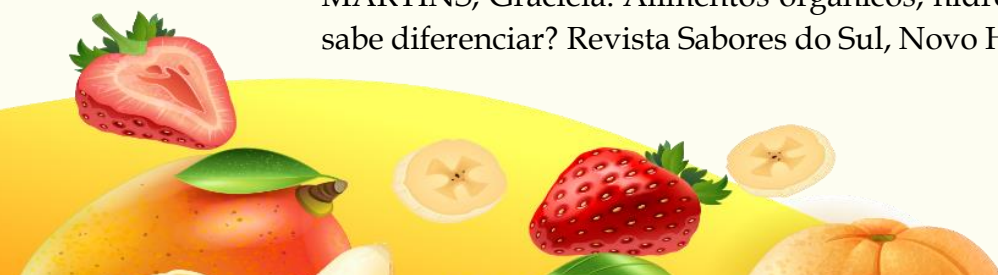 MARTINS, Graciela. Alimentos orgânicos,
sabe diferenciar? Revista Sabores do Sul, Novo